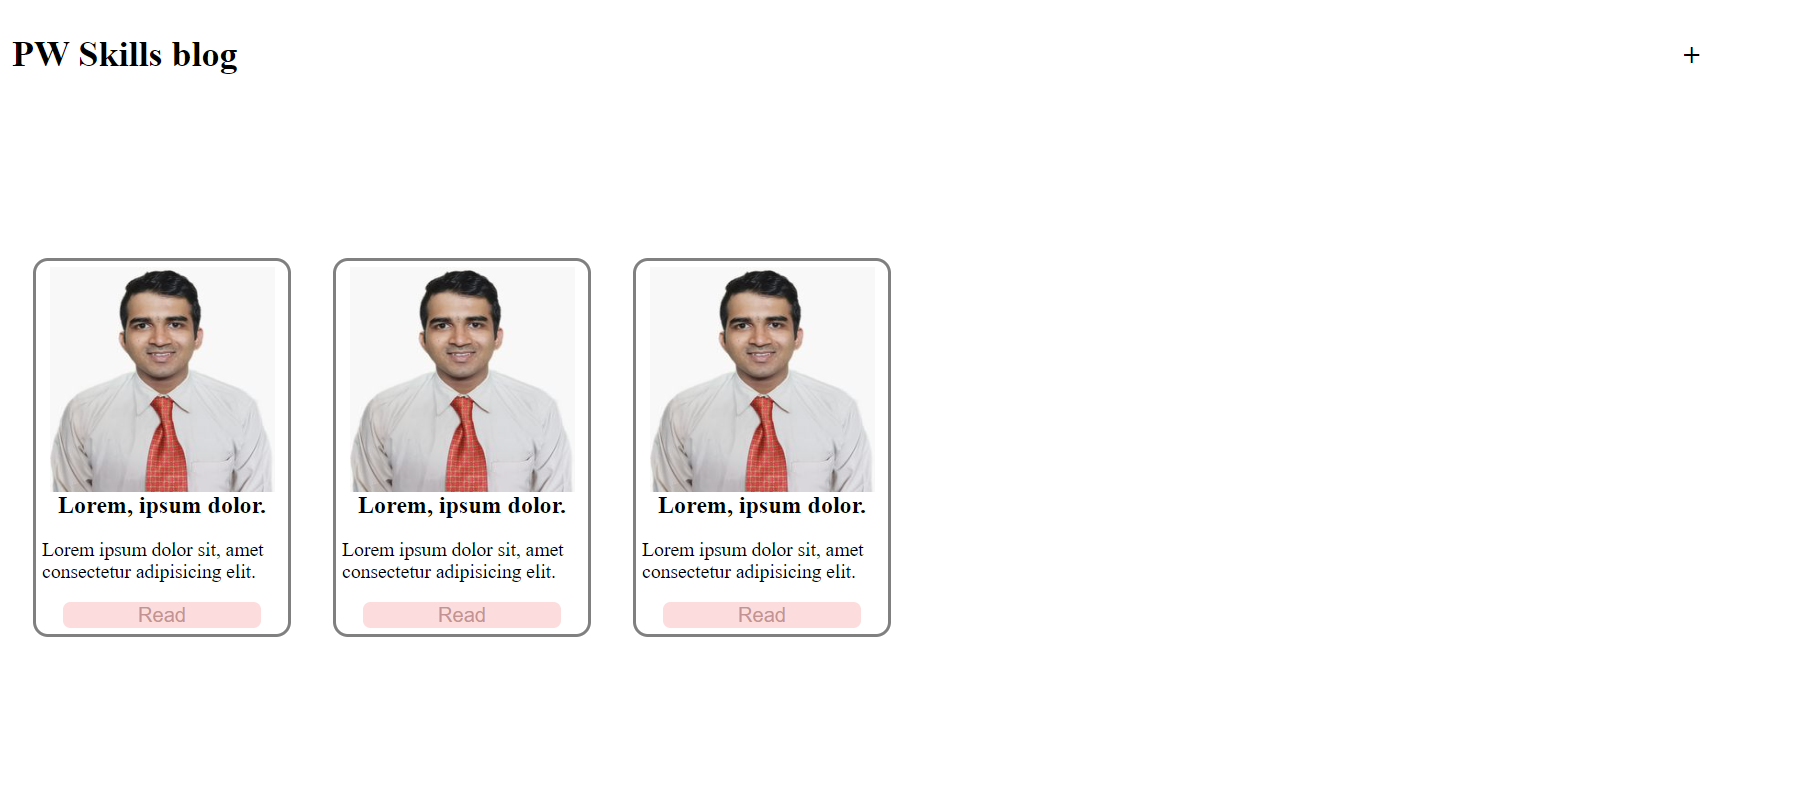 PW Skills blog +
Lorem, ipsum dolor.
Lorem ipsum dolor sit, amet
consectetur adipisicing elit.
Read
Lorem, ipsum dolor.
Lorem ipsum dolor sit, amet
consectetur adipisicing elit.
Read
Lorem, ipsum dolor.
Lorem ipsum dolor sit, amet
consectetur adipisicing elit.
Read